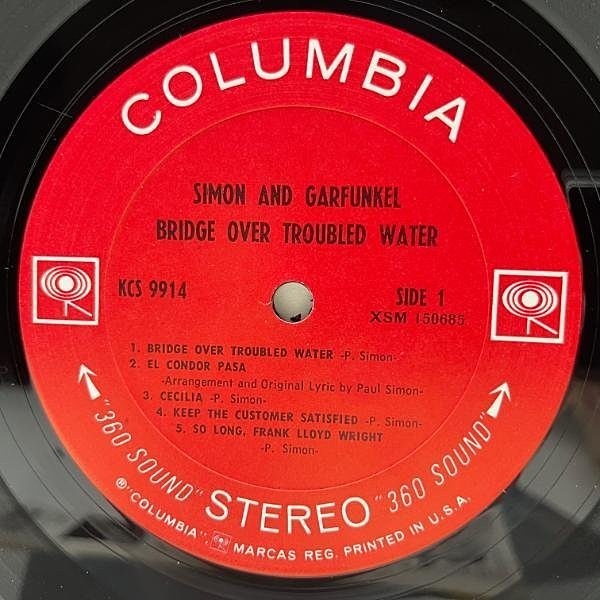 COLUMBIA
SIMON AND GARFUNKEL
BRIDGE OVER TROUBLED WATER
KCS 9914
SIDE 1
XSM 150685
1. BRIDGE OVER TROUBLED WATER -P. Simon-
2. EL CONDOR PASA
-Arrangement and Original Lyric by Paul Simon-
3. CECILIA -P. Simon-
4. KEEP THE CUSTOMER SATISFIED -P. Simon-
5. SO LONG, FRANK LLOYD WRIGHT
-P. Simon-
"360 SOUND" STEREO "360 SOUND"
® "COLUMBIA", MARCAS REG. PRINTED IN U.S.A.